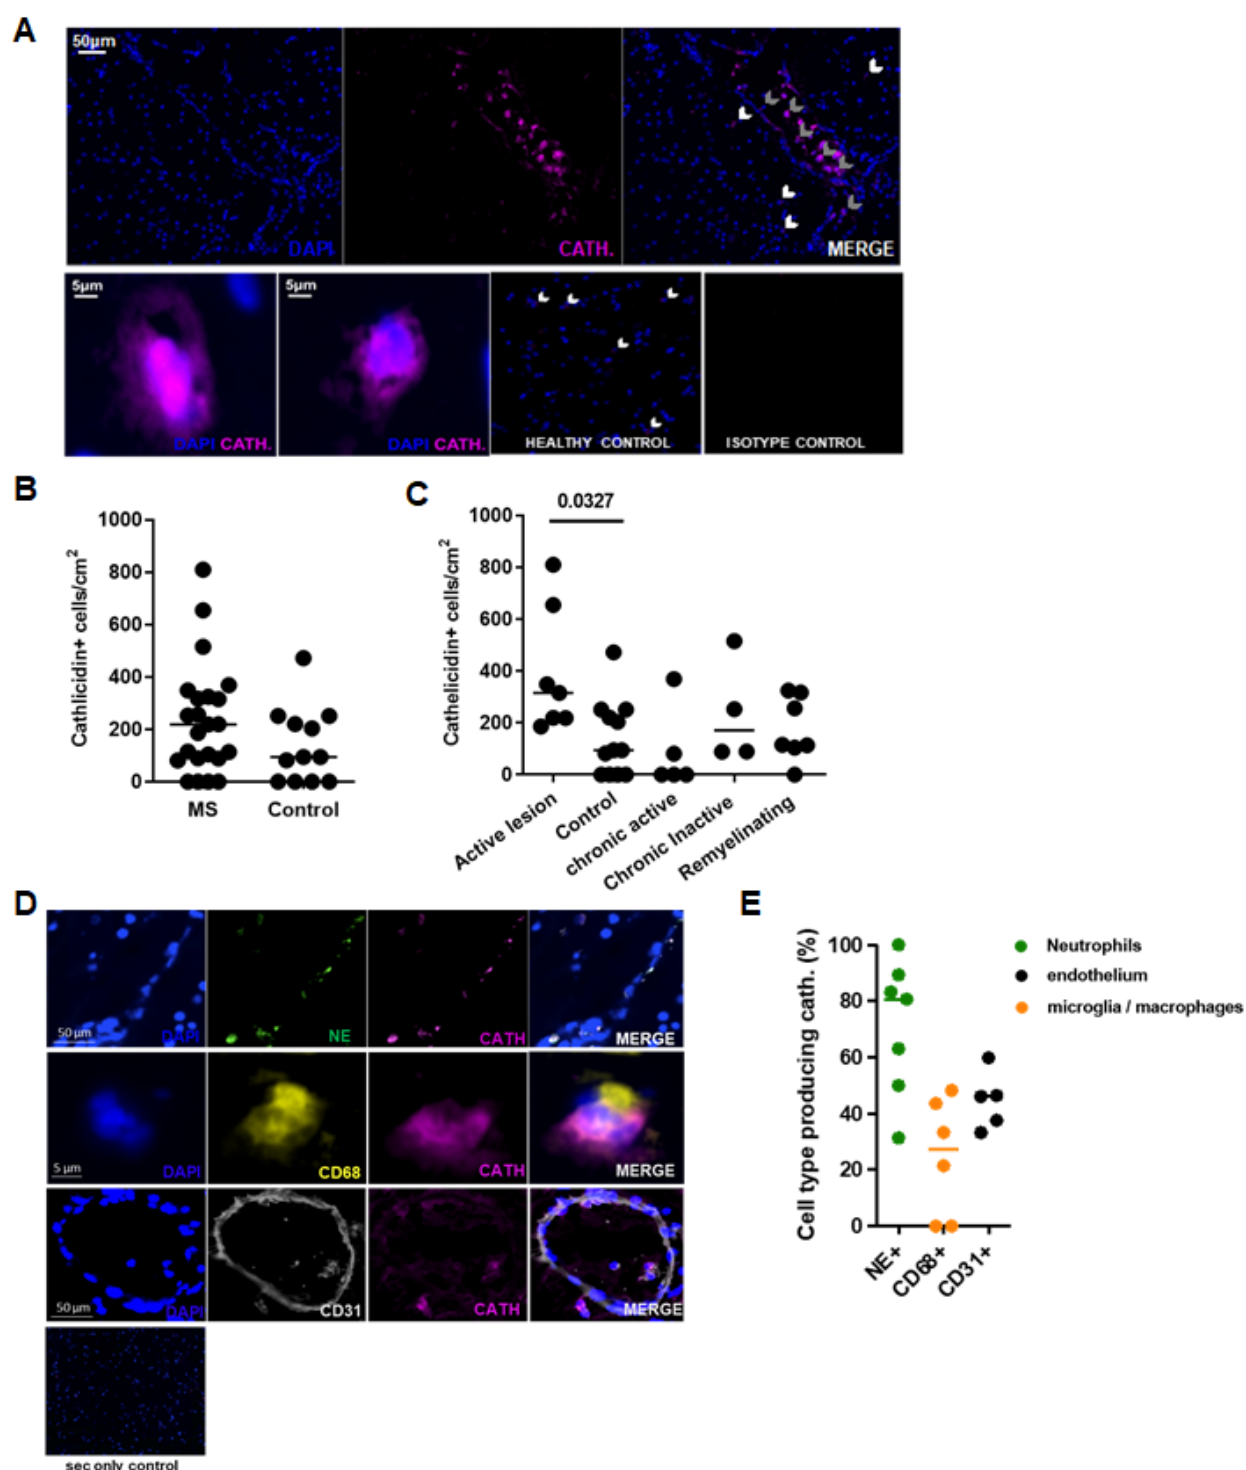 A
50µm
DAPI
CATH.
MERGE
5µm
DAPI CATH.
5µm
DAPI CATH.
HEALTHY CONTROL
ISOTYPE CONTROL
B
Cathlicidin+ cells/cm²
1000
800
600
400
200
0
MS
Control
C
Cathelicidin+ cells/cm²
0.0327
1000
800
600
400
200
0
Active lesion
Control
chronic active
Chronic Inactive
Remyelinating
D
50 µm
DAPI
NE
CATH
MERGE
5 µm
DAPI
CD68
CATH
MERGE
50 µm
DAPI
CD31
CATH
MERGE
sec only control
E
Cell type producing cath. (%)
100
80
60
40
20
0
NE+
CD68+
CD31+
Neutrophils
endothelium
microglia / macrophages